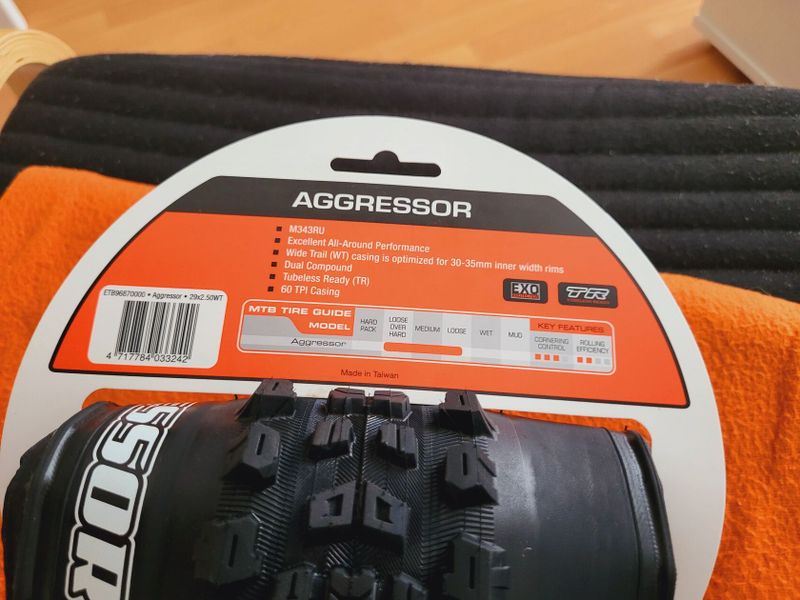 AGGRESSOR
M343RU
Excellent All-Around Performance
Wide Trail (WT) casing is optimized for 30-35mm inner width rims
Dual Compound
Tubeless Ready (TR)
60 TPI Casing
EXO
TR
TUBELESS READY
ETB96870000 • Aggressor • 29x2.50WT
4 717784 033242
MTB TIRE GUIDE
MODEL
HARD PACK
LOOSE OVER HARD
MEDIUM
LOOSE
WET
MUD
KEY FEATURES
CORNERING CONTROL
ROLLING EFFICIENCY
Aggressor
Made in Taiwan
SSOR